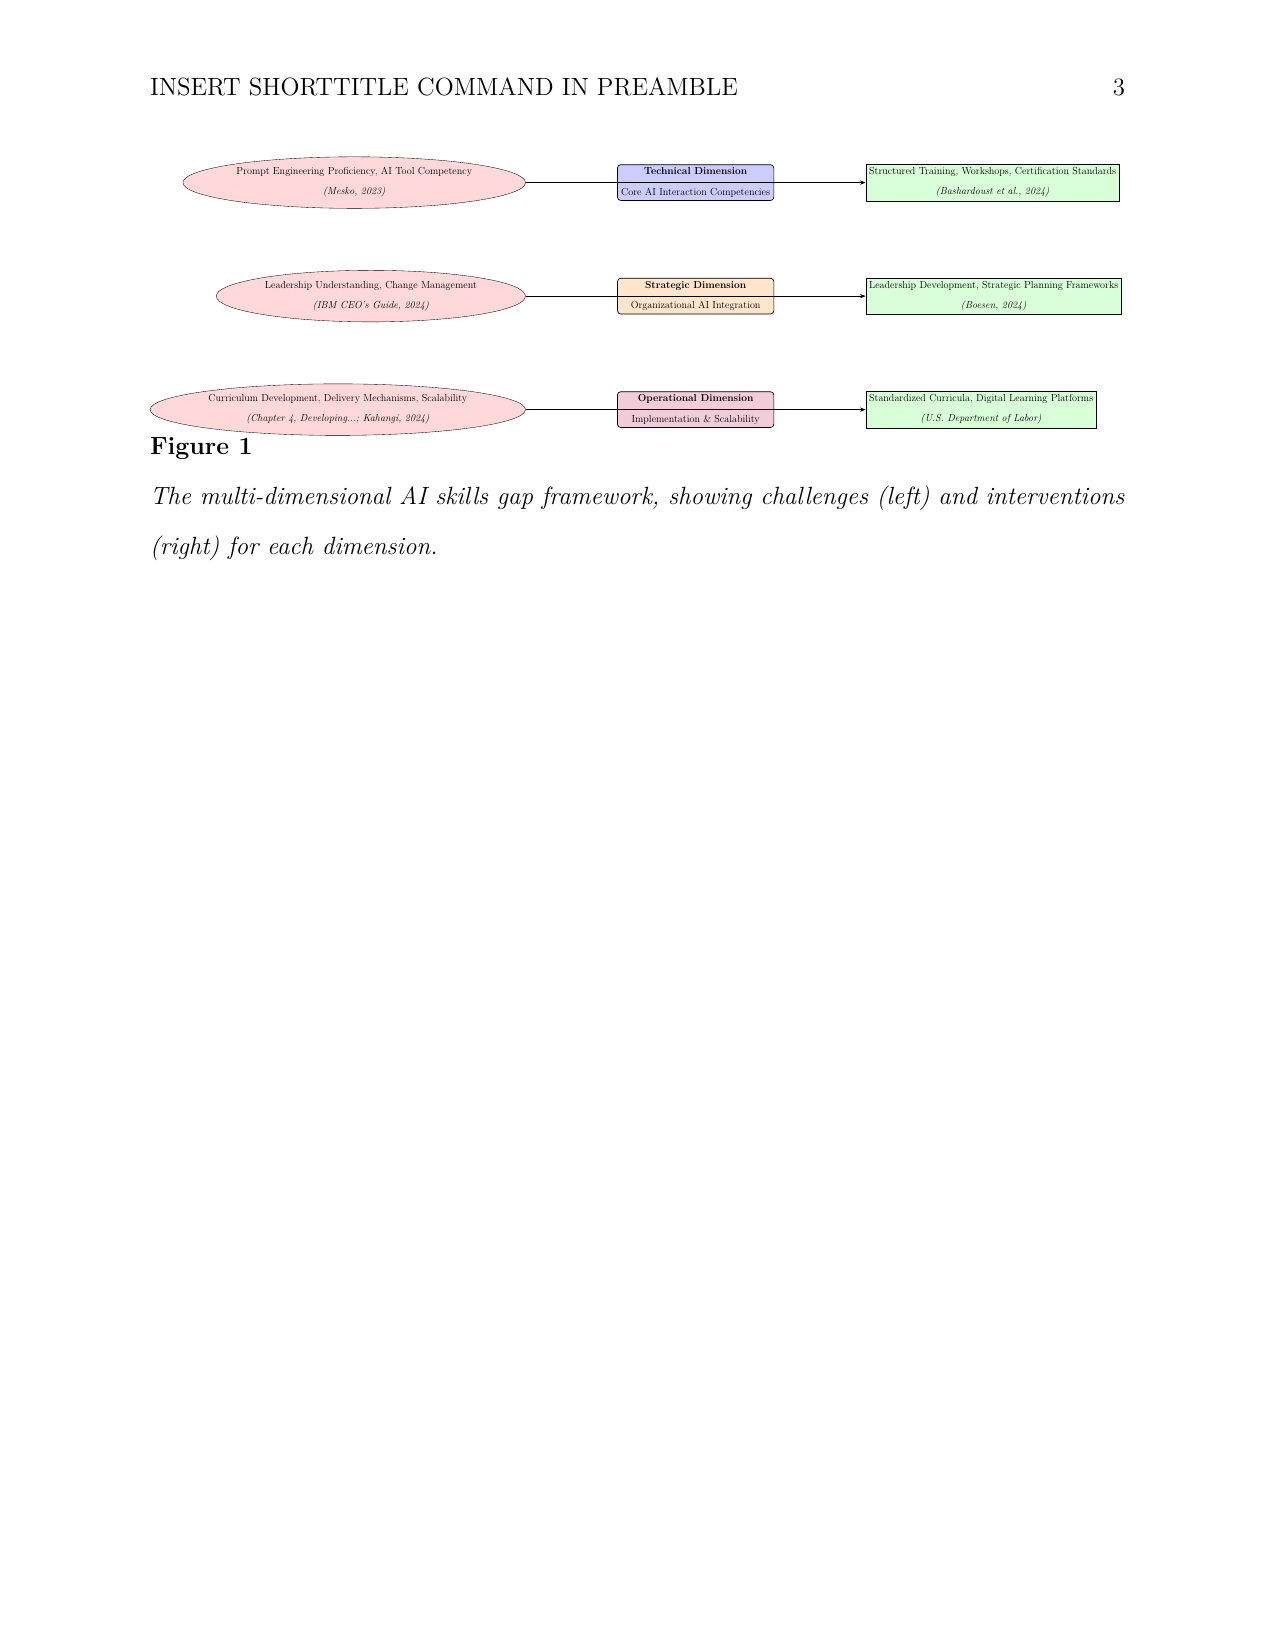 INSERT SHORTTITLE COMMAND IN PREAMBLE 3
Prompt Engineering Proficiency, AI Tool Competency
(Mesko, 2023)
Technical Dimension
Core AI Interaction Competencies
Structured Training, Workshops, Certification Standards
(Bashardoust et al., 2024)
Leadership Understanding, Change Management
(IBM CEO's Guide, 2024)
Strategic Dimension
Organizational AI Integration
Leadership Development, Strategic Planning Frameworks
(Boesen, 2024)
Curriculum Development, Delivery Mechanisms, Scalability
(Chapter 4, Developing...; Kahangi, 2024)
Operational Dimension
Implementation & Scalability
Standardized Curricula, Digital Learning Platforms
(U.S. Department of Labor)
Figure 1
The multi-dimensional AI skills gap framework, showing challenges (left) and interventions
(right) for each dimension.